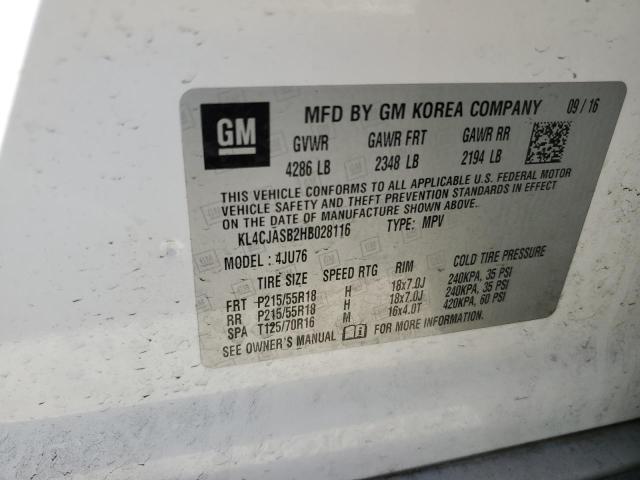 GM MFD BY GM KOREA COMPANY 09/16
GVWR GAWR FRT GAWR RR
4286 LB 2348 LB 2194 LB
THIS VEHICLE CONFORMS TO ALL APPLICABLE U.S. FEDERAL MOTOR
VEHICLE SAFETY AND THEFT PREVENTION STANDARDS IN EFFECT
ON THE DATE OF MANUFACTURE SHOWN ABOVE.
KL4CJASB2HB028116 TYPE: MPV
MODEL : 4JU76
TIRE SIZE SPEED RTG RIM COLD TIRE PRESSURE
FRT P215/55R18 H 18x7.0J 240KPA, 35 PSI
RR P215/55R18 H 18x7.0J 240KPA, 35 PSI
SPA T125/70R16 M 16x4.0T 420KPA, 60 PSI
SEE OWNER'S MANUAL FOR MORE INFORMATION